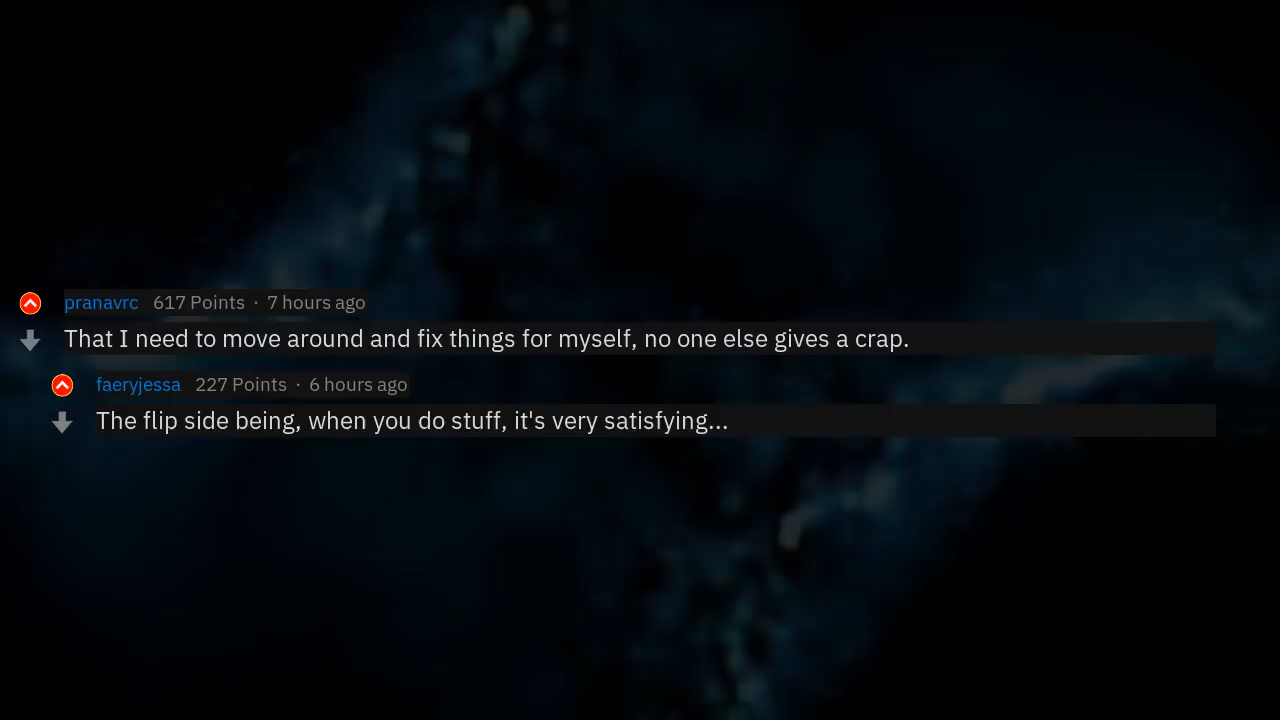 pranavrc 617 Points · 7 hours ago
That I need to move around and fix things for myself, no one else gives a crap.
faeryjessa 227 Points · 6 hours ago
The flip side being, when you do stuff, it's very satisfying...